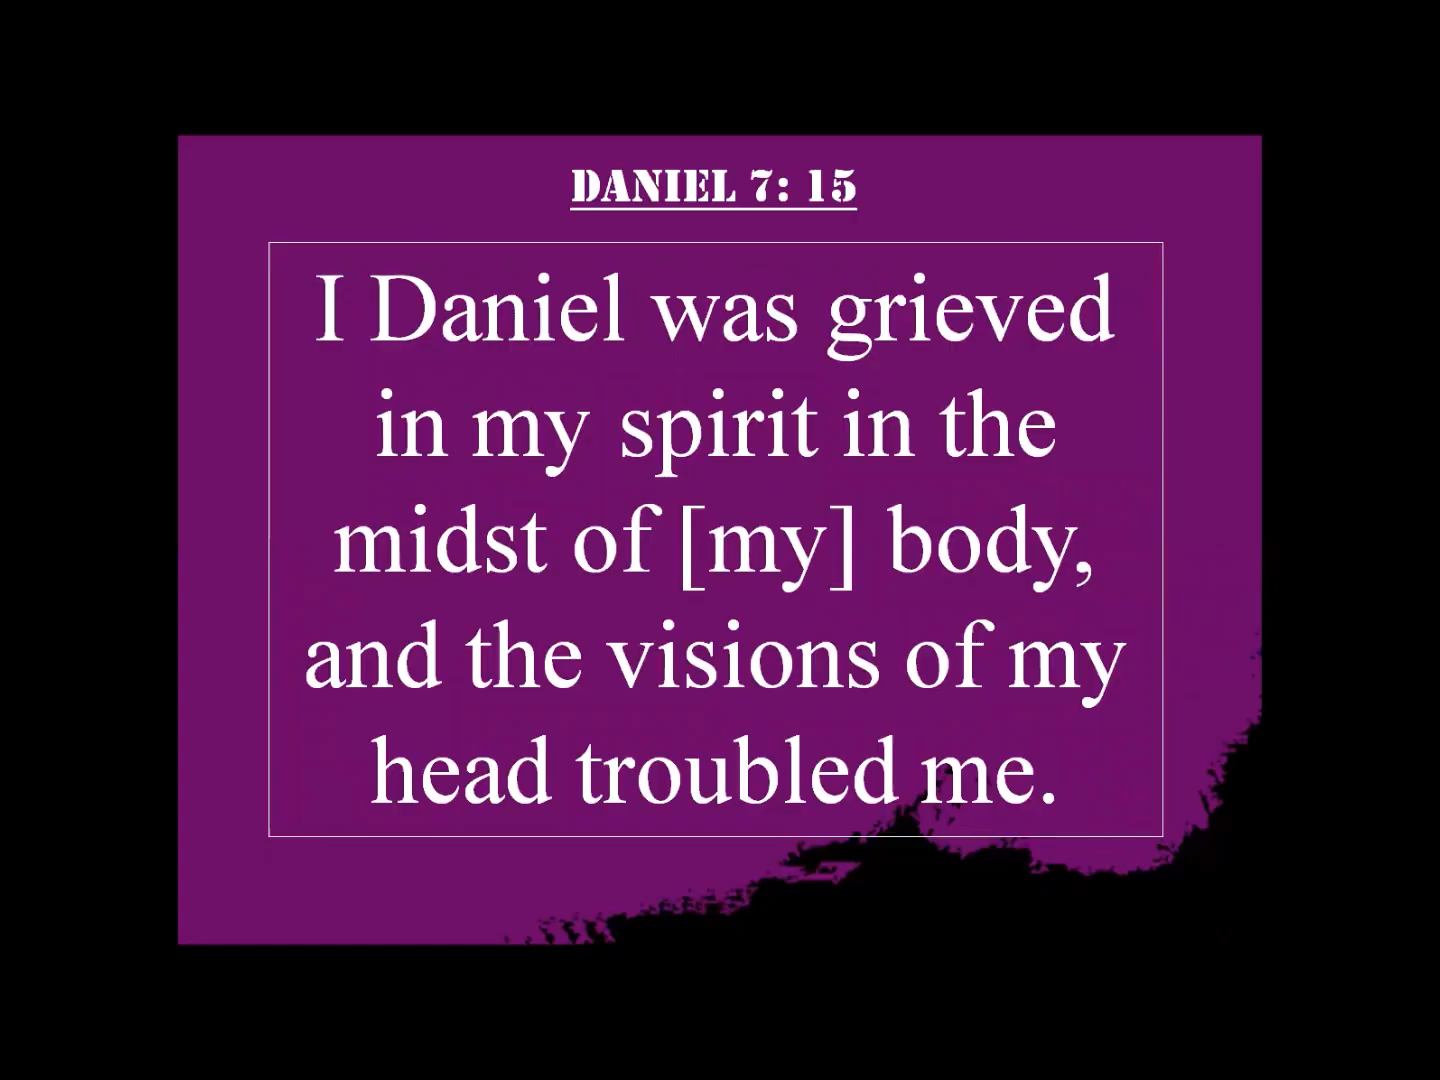 DANIEL 7: 15
I Daniel was grieved
in my spirit in the
midst of [my] body,
and the visions of my
head troubled me.